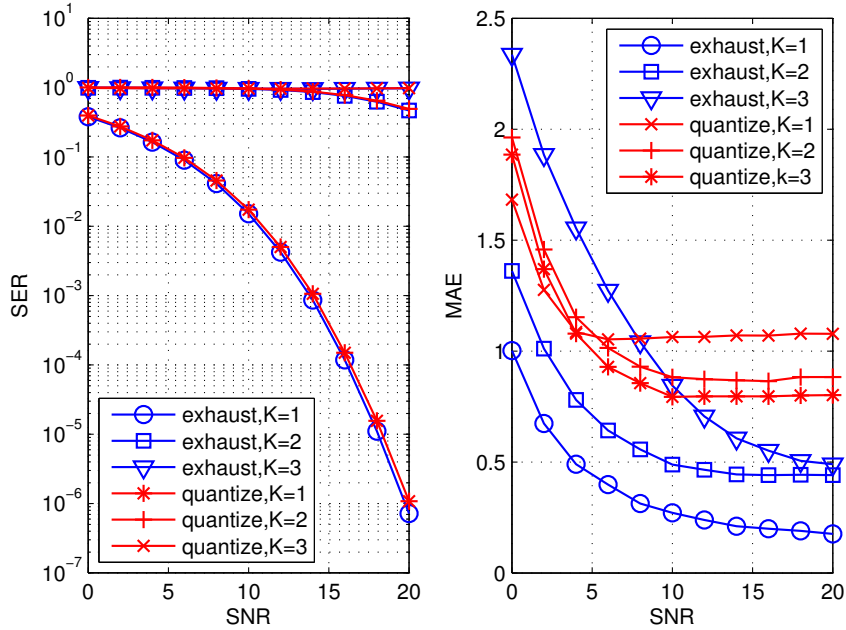 10^1
10^0
10^-1
10^-2
10^-3
10^-4
10^-5
10^-6
10^-7
SER
0 5 10 15 20
SNR
exhaust,K=1
exhaust,K=2
exhaust,K=3
quantize,K=1
quantize,K=2
quantize,K=3
2.5
2
1.5
1
0.5
0
MAE
0 5 10 15 20
SNR
exhaust,K=1
exhaust,K=2
exhaust,K=3
quantize,K=1
quantize,K=2
quantize,k=3